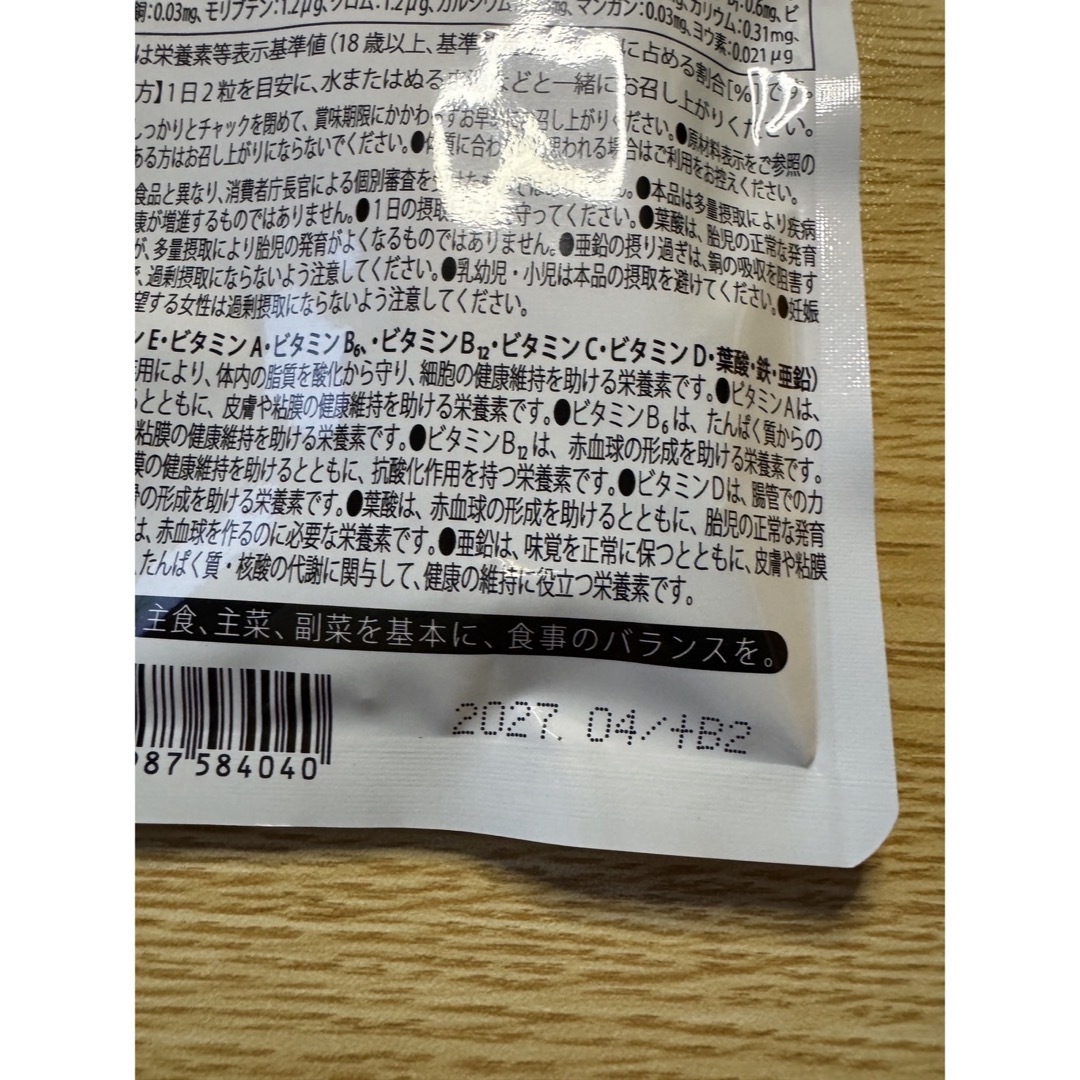 銅:0.03mg、モリブデン:1.2μg、クロム:1.2μg、カルシウム マンガン:0.03mg、ヨウ素:0.021μg
0.6mg、ビ
カリウム:0.31mg、
は栄養素等表示基準値(18歳以上、基準 に占める割合[%]です。
方】1日2粒を目安に、水またはぬる などと一緒にお召し上がりください。
しっかりとチャックを閉めて、賞味期限にかかわらずお早 召し上がりください。●原材料表示をご参照の
ある方はお召し上がりにならないでください。●体質に合わ 思われる場合はご利用をお控えください。
食品と異なり、消費者庁長官による個別審査を ん。●本品は多量摂取により疾病
康が増進するものではありません。●1日の摂取 守ってください。●葉酸は、胎児の正常な発育
が、多量摂取により胎児の発育がよくなるものではありません。●亜鉛の摂り過ぎは、銅の吸収を阻害す
、過剰摂取にならないよう注意してください。●乳幼児・小児は本品の摂取を避けてください。●妊娠
望する女性は過剰摂取にならないよう注意してください。
ン E・ビタミン A・ビタミン B₆、・ビタミン B₁₂・ビタミン C・ビタミン D・葉酸・鉄・亜鉛)
作用により、体内の脂質を酸化から守り、細胞の健康維持を助ける栄養素です。●ビタミンAは、
るとともに、皮膚や粘膜の健康維持を助ける栄養素です。●ビタミンB₆は、たんぱく質からの
粘膜の健康維持を助ける栄養素です。●ビタミンB₁₂は、赤血球の形成を助ける栄養素です。
膜の健康維持を助けるとともに、抗酸化作用を持つ栄養素です。●ビタミンDは、腸管での力
骨の形成を助ける栄養素です。●葉酸は、赤血球の形成を助けるとともに、胎児の正常な発育
は、赤血球を作るのに必要な栄養素です。●亜鉛は、味覚を正常に保つとともに、皮膚や粘膜
、たんぱく質・核酸の代謝に関与して、健康の維持に役立つ栄養素です。
主食、主菜、副菜を基本に、食事のバランスを。
2027. 04/+B2
987 584040